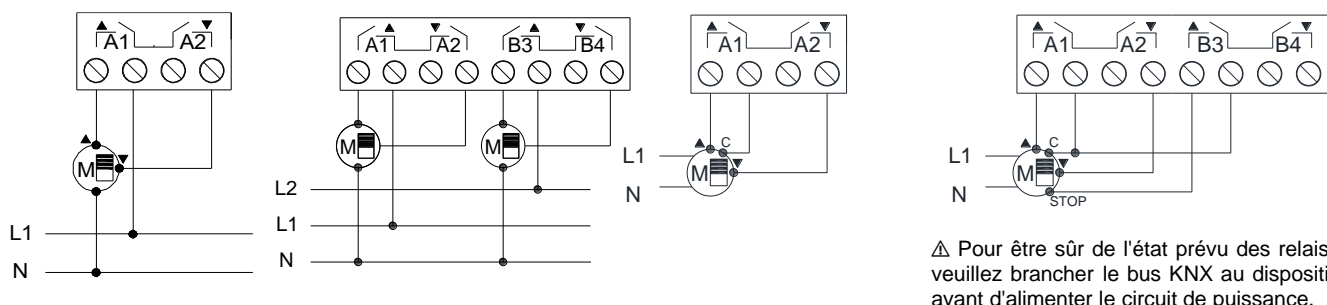 A1 A2
M
L1
N
A1 A2 B3 B4
M M
L2
L1
N
A1 A2
C
L1
M
N
A1 A2 B3 B4
C
L1
M
N
STOP
⚠ Pour être sûr de l'état prévu des relais
veuillez brancher le bus KNX au dispositi
avant d'alimenter le circuit de puissance.